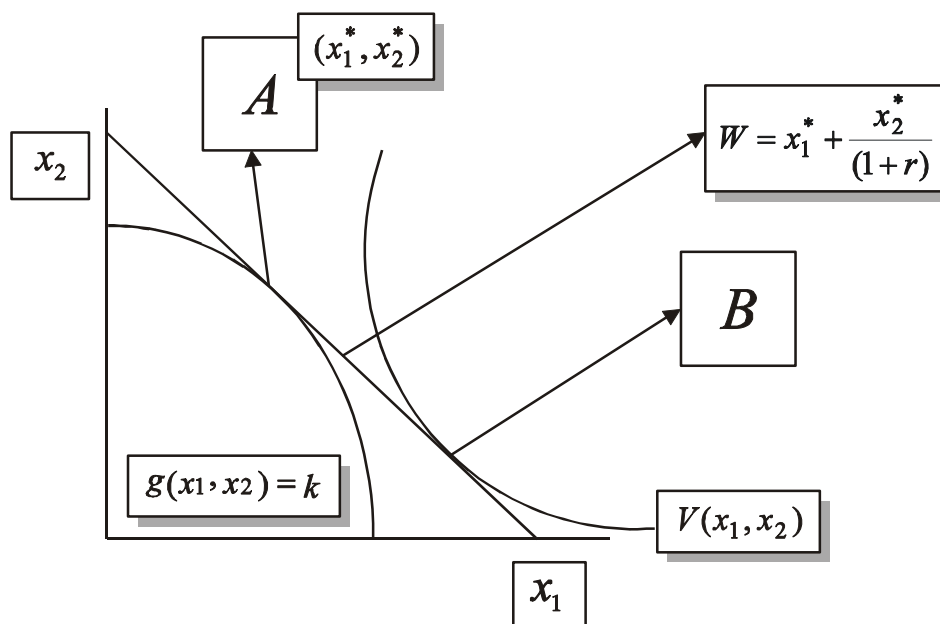 (x₁*, x₂*)
A
x₂
W = x₁* + x₂*/(1 + r)
B
g(x₁, x₂) = k
V(x₁, x₂)
x₁